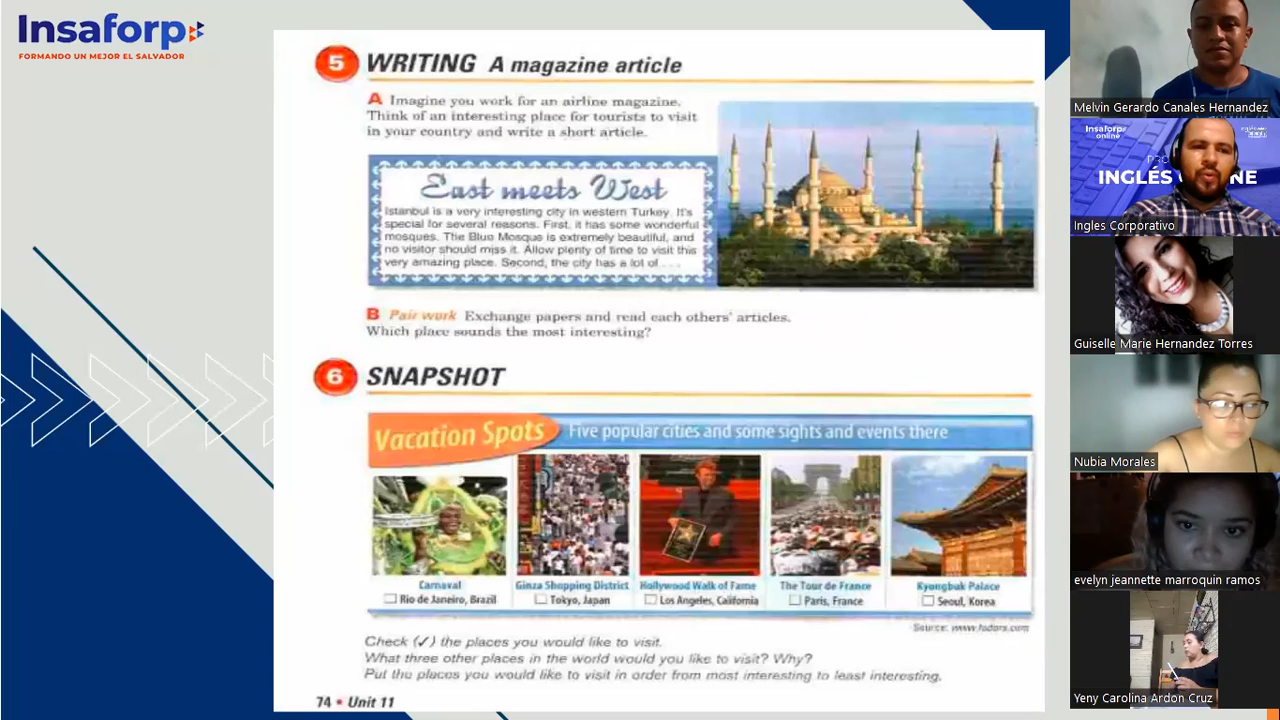 Insaforp
FORMANDO UN MEJOR EL SALVADOR
5 WRITING A magazine article
A Imagine you work for an airline magazine.
Think of an interesting place for tourists to visit
in your country and write a short article.
East meets West
Istanbul is a very interesting city in western Turkey. It's
special for several reasons. First, it has some wonderful
mosques. The Blue Mosque is extremely beautiful, and
no visitor should miss it. Allow plenty of time to visit this
very amazing place. Second, the city has a lot of . . .
B Pair work Exchange papers and read each others' articles.
Which place sounds the most interesting?
6 SNAPSHOT
Vacation Spots Five popular cities and some sights and events there
Carnaval
Rio de Janeiro, Brazil
Ginza Shopping District
Tokyo, Japan
Hollywood Walk of Fame
Los Angeles, California
The Tour de France
Paris, France
Kyongbuk Palace
Seoul, Korea
Source: www.fodors.com
Check (✓) the places you would like to visit.
What three other places in the world would you like to visit? Why?
Put the places you would like to visit in order from most interesting to least interesting.
74 • Unit 11
Melvin Gerardo Canales Hernandez
Insaforp
online
INGLÉS
NE
Ingles Corporativo
Guiselle Marie Hernandez Torres
Nubia Morales
evelyn jeannette marroquin ramos
Yeny Carolina Ardon Cruz